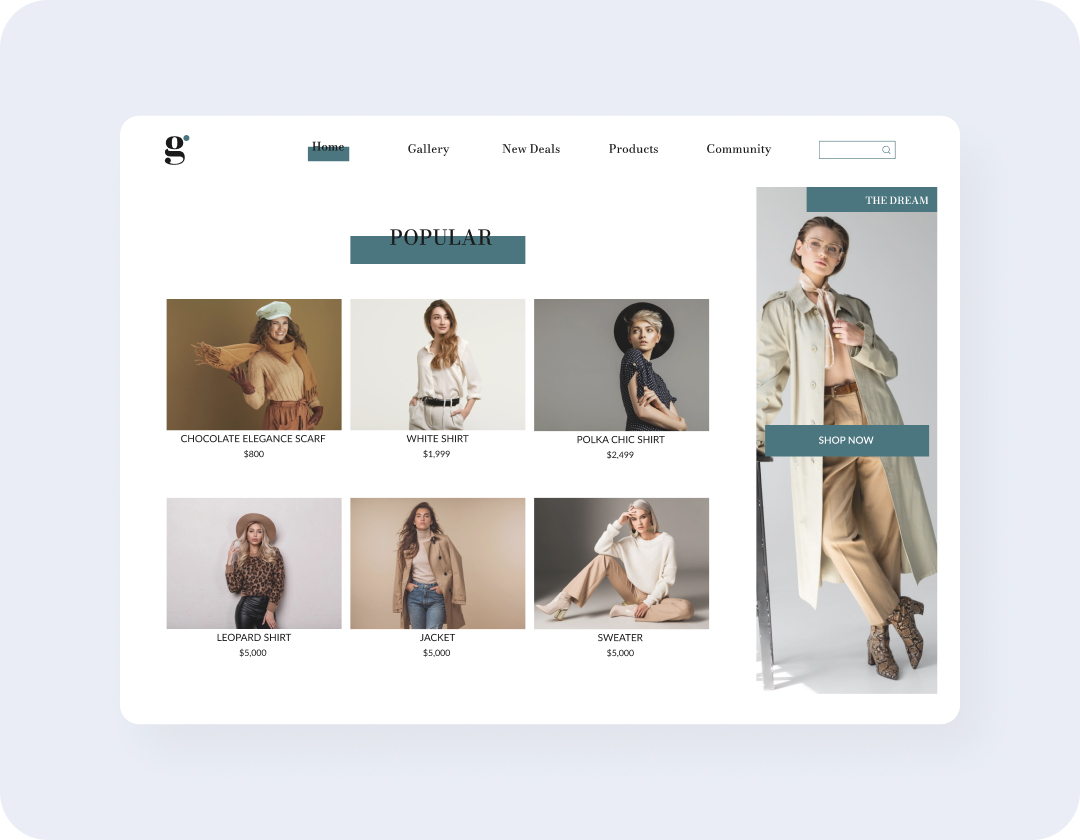 g
Home
Gallery
New Deals
Products
Community
THE DREAM
POPULAR
CHOCOLATE ELEGANCE SCARF
$800
WHITE SHIRT
$1,999
POLKA CHIC SHIRT
$2,499
SHOP NOW
LEOPARD SHIRT
$5,000
JACKET
$5,000
SWEATER
$5,000